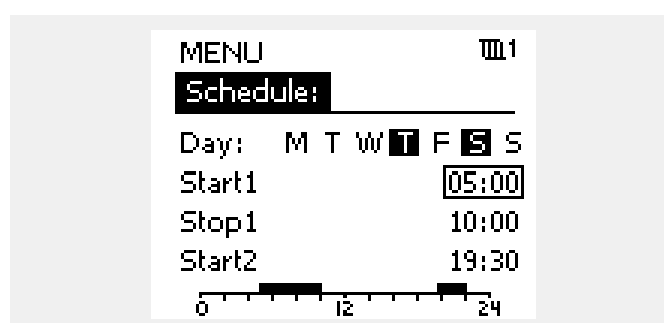 MENU 1
Schedule:
Day: M T W T F S S
Start1 05:00
Stop1 10:00
Start2 19:30
0 12 24